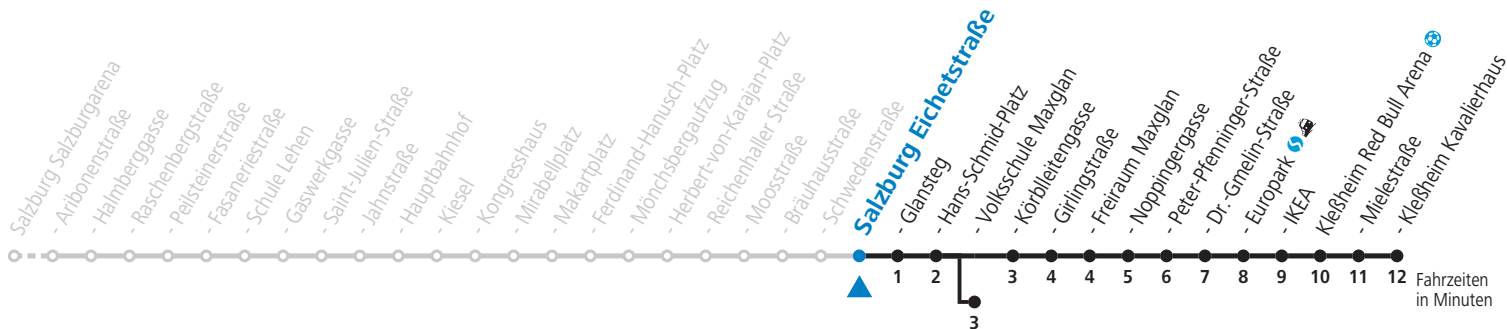 Salzburg Salzburgarena
- Aribonenstraße
- Halmberggasse
- Raschenbergstraße
- Peilsteinerstraße
- Fasaneriestraße
- Schule Lehen
- Gaswerkgasse
- Saint-Julien-Straße
- Jahnstraße
- Hauptbahnhof
- Kiesel
- Kongresshaus
- Mirabellplatz
- Makartplatz
- Ferdinand-Hanusch-Platz
- Mönchsbergaufzug
- Herbert-von-Karajan-Platz
- Reichenhaller Straße
- Moosstraße
- Bräuhausstraße
- Schwedenstraße
Salzburg Eichetstraße
- Glansteg
- Hans-Schmid-Platz
- Volksschule Maxglan
- Körblleitengasse
- Girlingstraße
- Freiraum Maxglan
- Noppingergasse
- Peter-Pfenninger-Straße
- Dr.-Gmelin-Straße
- Europark
- IKEA
Kleßheim Red Bull Arena
- Mielestraße
- Kleßheim Kavalierhaus
1 2 3 4 4 5 6 7 8 9 10 11 12
3
Fahrzeiten
in Minuten